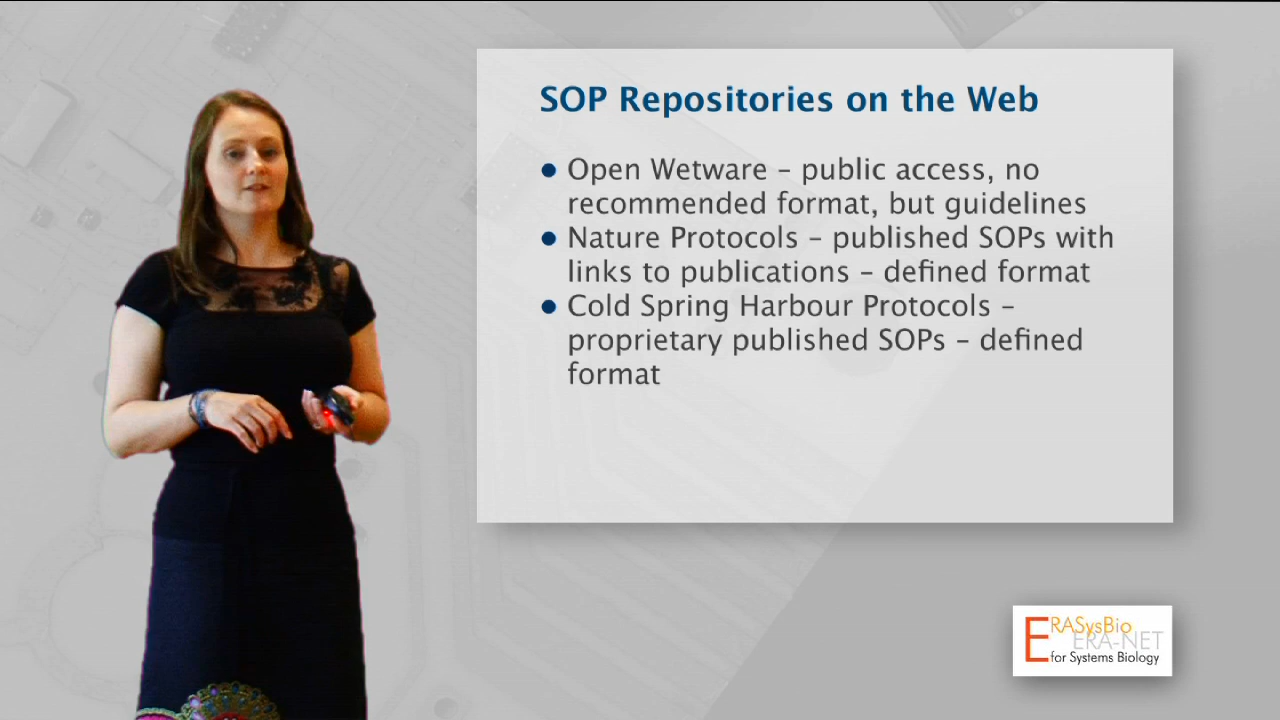 SOP Repositories on the Web
● Open Wetware – public access, no
recommended format, but guidelines
● Nature Protocols – published SOPs with
links to publications – defined format
● Cold Spring Harbour Protocols –
proprietary published SOPs – defined
format
ERASysBio
ERA-NET
for Systems Biology